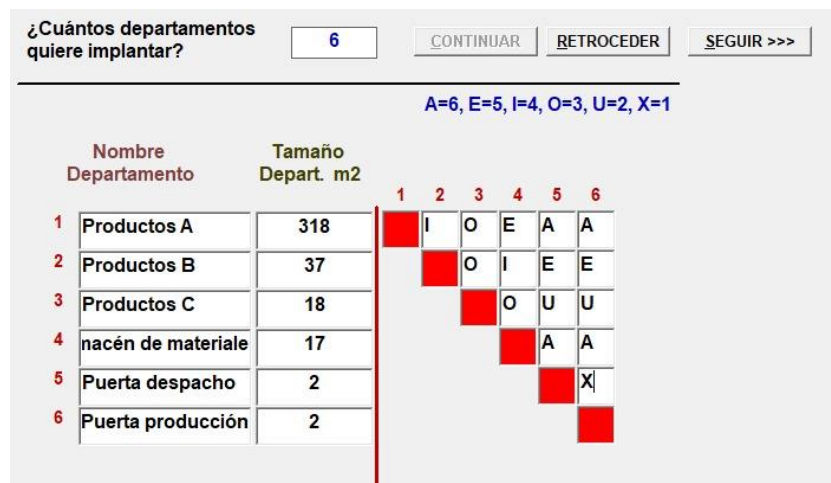 ¿Cuántos departamentos
quiere implantar?
6
CONTINUAR
RETROCEDER
SEGUIR >>>
A=6, E=5, I=4, O=3, U=2, X=1
Nombre
Departamento
Tamaño
Depart. m2
1 2 3 4 5 6
1 Productos A 318 I O E A A
2 Productos B 37 O I E E
3 Productos C 18 O U U
4 nacén de materiale 17 A A
5 Puerta despacho 2 X
6 Puerta producción 2